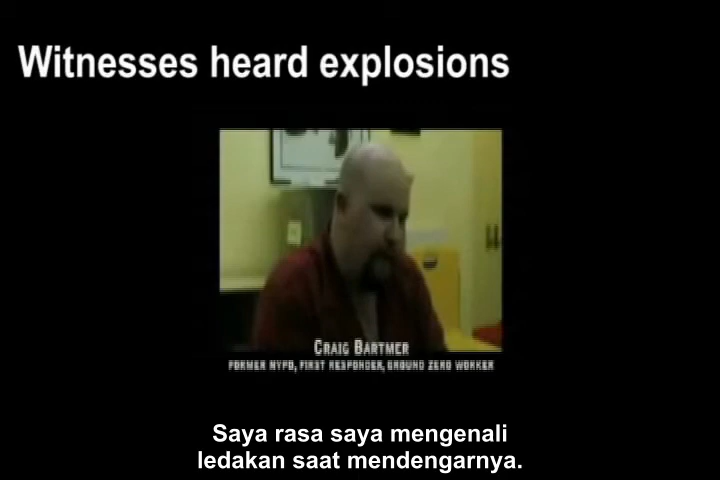 Witnesses heard explosions
CRAIG BARTMER
FORMER NYPD, FIRST RESPONDER, GROUND ZERO WORKER
Saya rasa saya mengenali
ledakan saat mendengarnya.